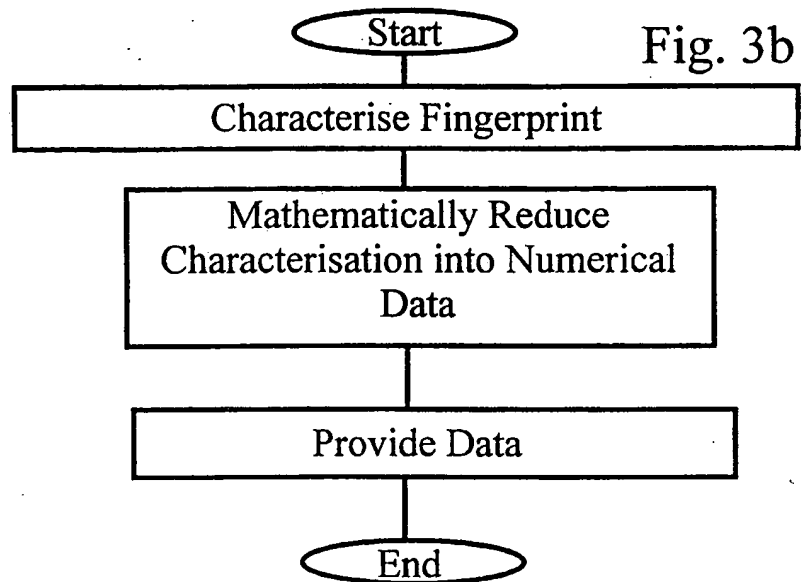 Start
Fig. 3b
Characterise Fingerprint
Mathematically Reduce
Characterisation into Numerical
Data
Provide Data
End